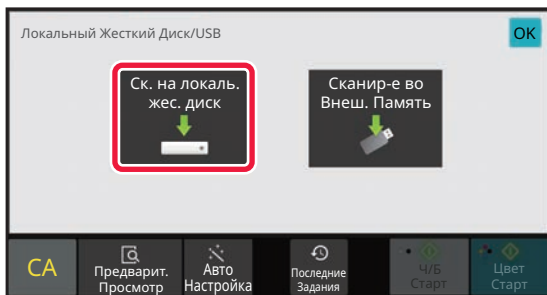 Локальный Жесткий Диск/USB
OK
Ск. на локаль.
жес. диск
Сканир-е во
Внеш. Память
CA
Предварит.
Просмотр
Авто
Настройка
Последние
Задания
Ч/Б
Старт
Цвет
Старт